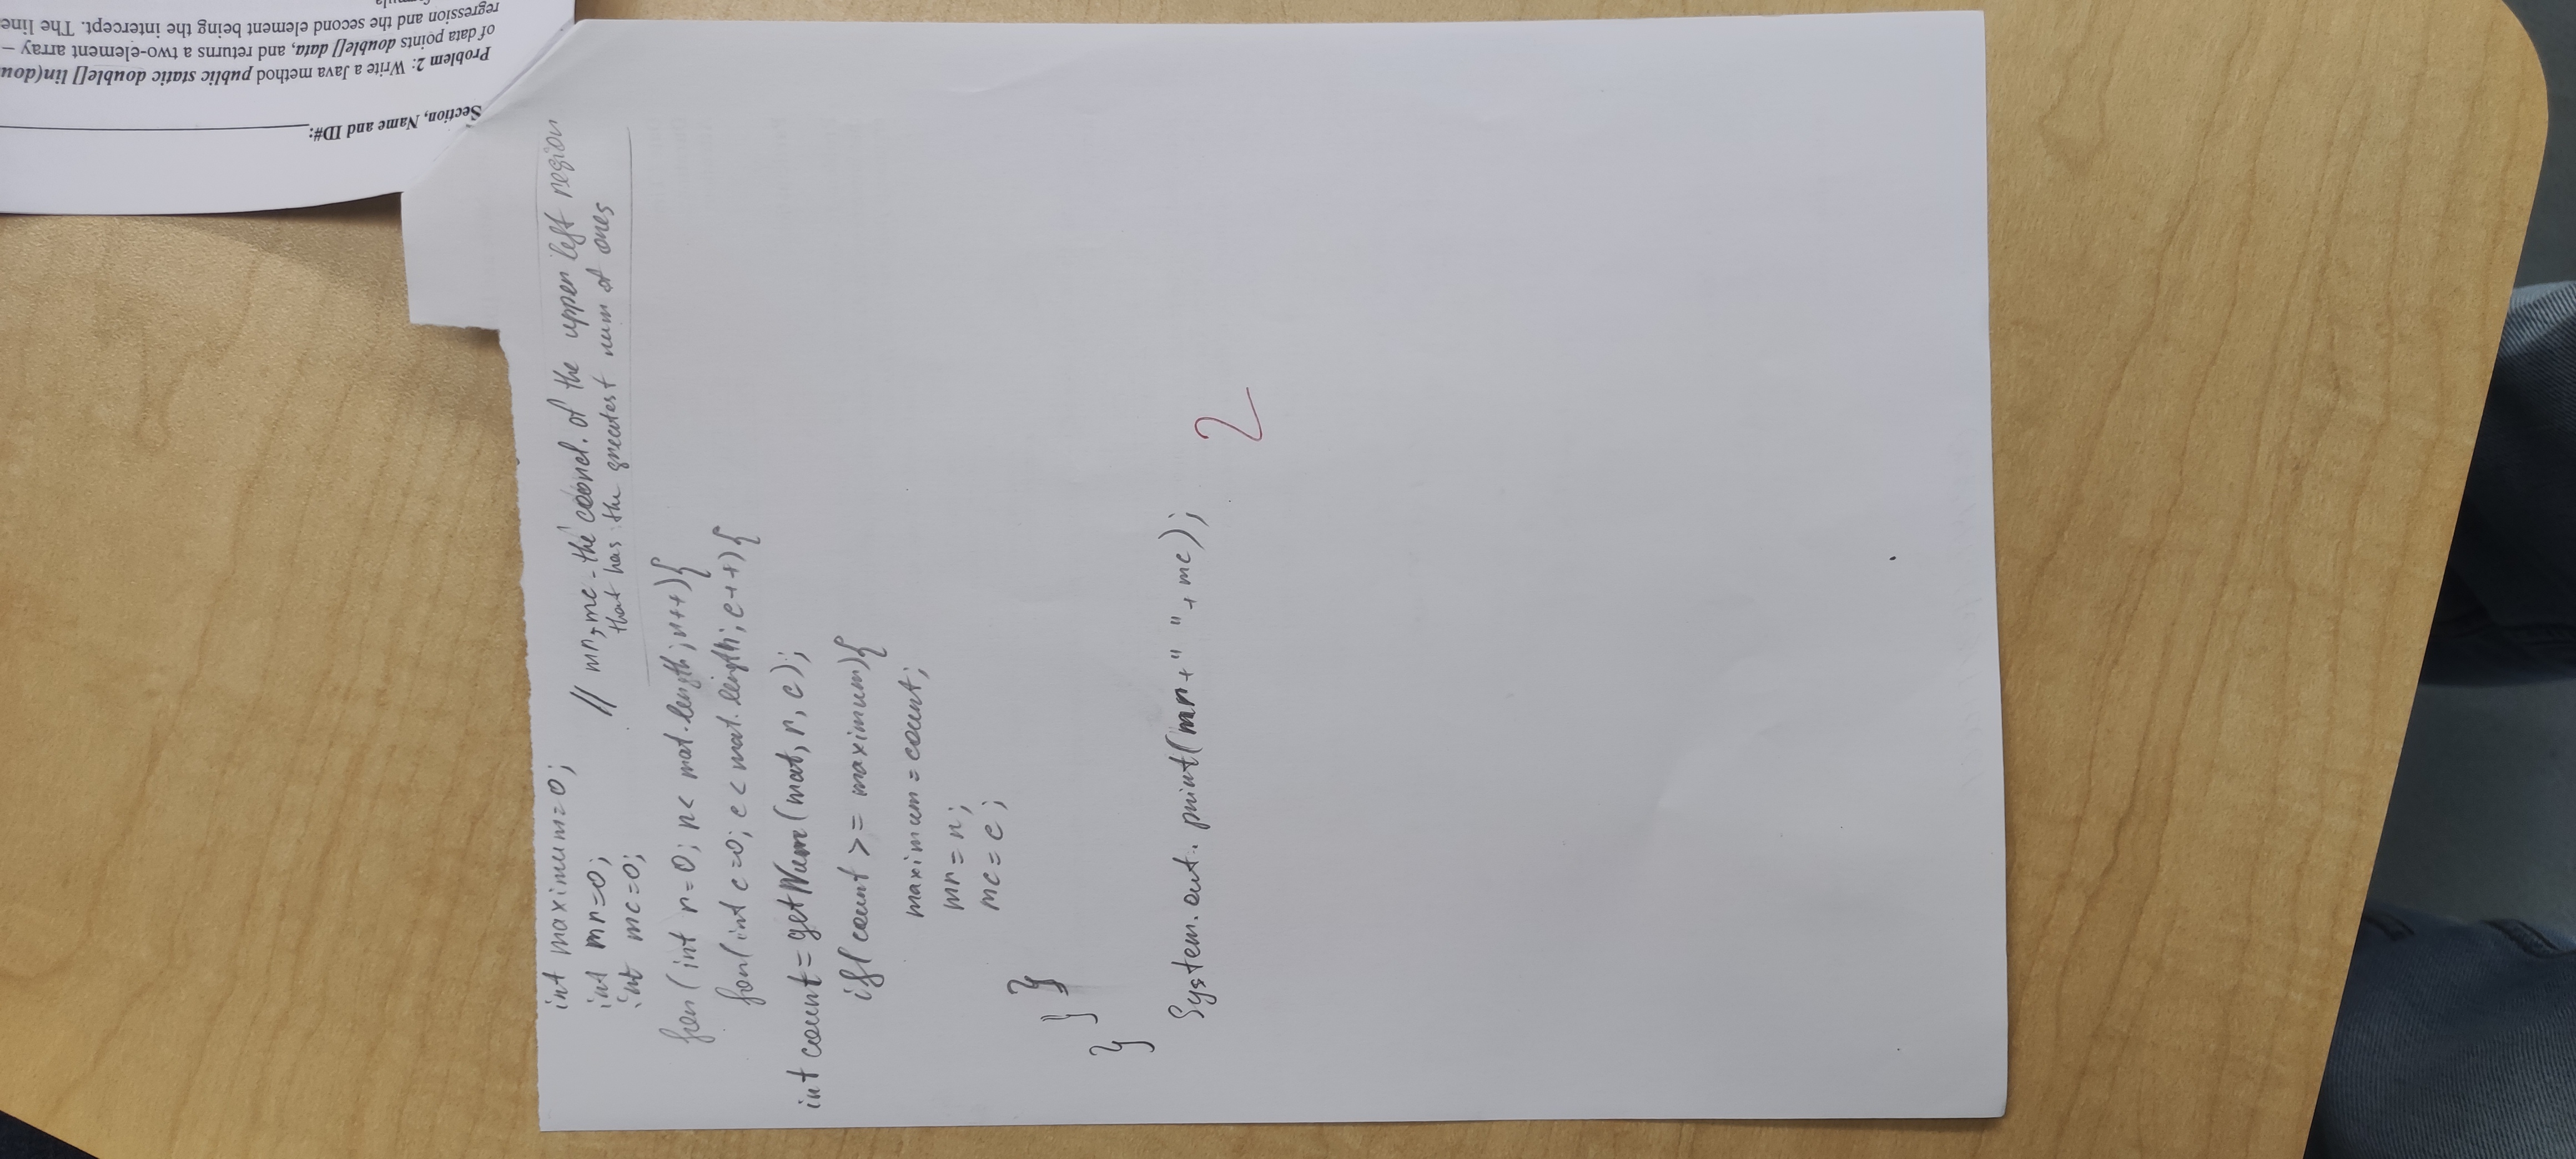 Section, Name and ID#:
Problem 2: Write a Java method public static double[] lin(dou
of data points double[] data, and returns a two-element array –
regression and the second element being the intercept. The line
int maximum=0;
int mr=0; // mr,mc - the coord. of the upper left region
int mc=0; that has the greatest num of ones
for(int r=0; r< mat.length; r++){
for(int c=0; c< mat.length; c++){
int count=getNum(mat, r, c);
if(count >= maximum){
maximum=count;
mr=r;
mc=c;
}
}
}
System.out.print(mr+" "+mc);
2